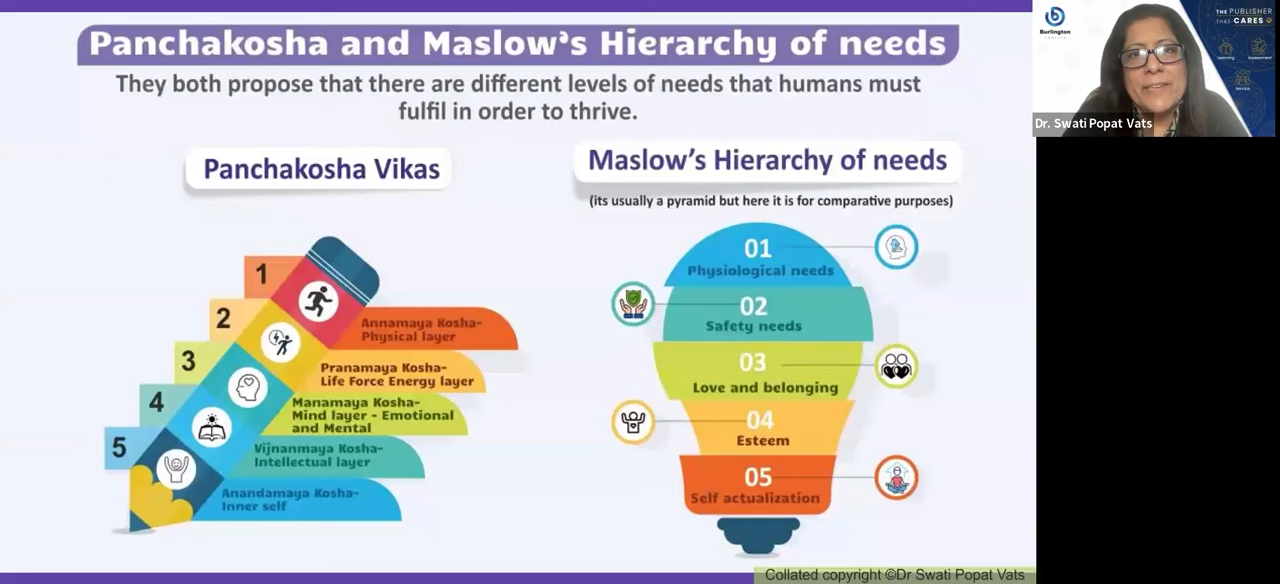 Panchakosha and Maslow's Hierarchy of needs
They both propose that there are different levels of needs that humans must
fulfil in order to thrive.
Panchakosha Vikas
1
2
3
4
5
Annamaya Kosha-
Physical layer
Pranamaya Kosha-
Life Force Energy layer
Manamaya Kosha-
Mind layer - Emotional
and Mental
Vijnanmaya Kosha-
Intellectual layer
Anandamaya Kosha-
Inner self
Maslow's Hierarchy of needs
(its usually a pyramid but here it is for comparative purposes)
01
Physiological needs
02
Safety needs
03
Love and belonging
04
Esteem
05
Self actualization
Burlington
THE PUBLISHER
THAT CARES
Learning
Assessment
Service
Dr. Swati Popat Vats
Collated copyright ©Dr Swati Popat Vats